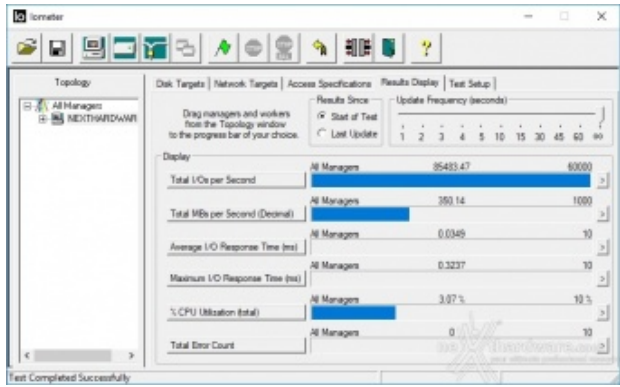 Iometer
Topology
All Managers
NEXTHARDWAR
Disk Targets
Network Targets
Access Specifications
Results Display
Test Setup
Drag managers and workers
from the Topology window
to the progress bar of your choice.
Results Since
Start of Test
Last Update
Update Frequency (seconds)
1 2 3 4 5 10 15 30 45 60 ∞
Display
All Managers 85483.47 60000
Total I/Os per Second
All Managers 350.14 1000
Total MBs per Second (Decimal)
All Managers 0.0349 10
Average I/O Response Time (ms)
All Managers 0.3237 10
Maximum I/O Response Time (ms)
All Managers 3.07 % 10 %
% CPU Utilization (total)
All Managers 0 10
Total Error Count
Test Completed Successfully